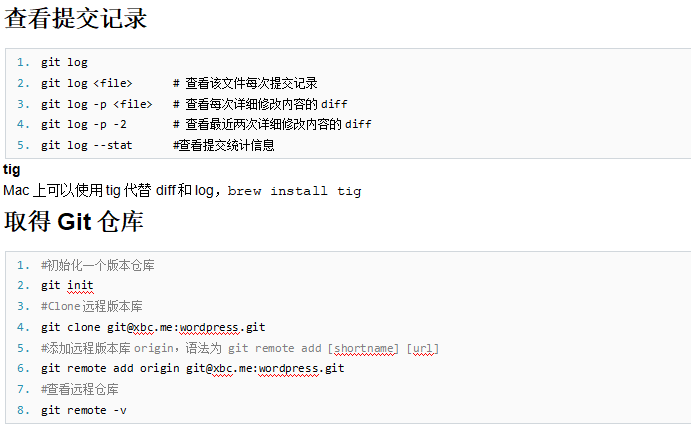 查看提交记录
1. git log
2. git log <file> # 查看该文件每次提交记录
3. git log -p <file> # 查看每次详细修改内容的 diff
4. git log -p -2 # 查看最近两次详细修改内容的 diff
5. git log --stat #查看提交统计信息
tig
Mac 上可以使用 tig 代替 diff 和 log，brew install tig
取得 Git 仓库
1. #初始化一个版本仓库
2. git init
3. #Clone 远程版本库
4. git clone git@xbc.me:wordpress.git
5. #添加远程版本库 origin，语法为 git remote add [shortname] [url]
6. git remote add origin git@xbc.me:wordpress.git
7. #查看远程仓库
8. git remote -v